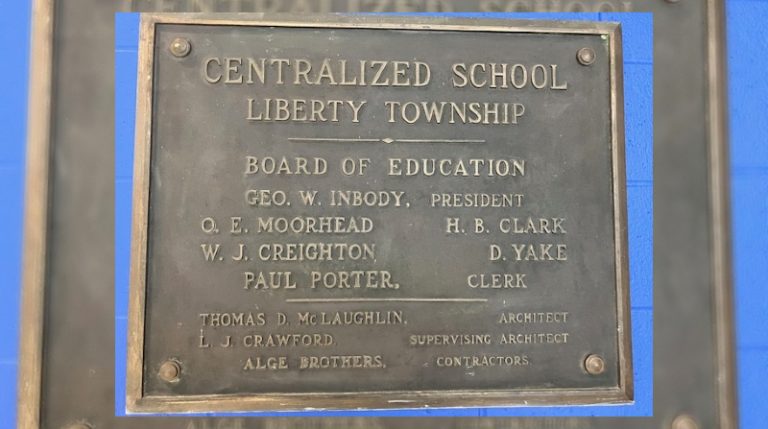 CENTRALIZED SCHOOL
LIBERTY TOWNSHIP
BOARD OF EDUCATION
GEO. W. INBODY, PRESIDENT
O. E. MOORHEAD H. B. CLARK
W. J. CREIGHTON D. YAKE
PAUL PORTER, CLERK
THOMAS D. McLAUGHLIN, ARCHITECT
L. J. CRAWFORD, SUPERVISING ARCHITECT
ALGE BROTHERS, CONTRACTORS.